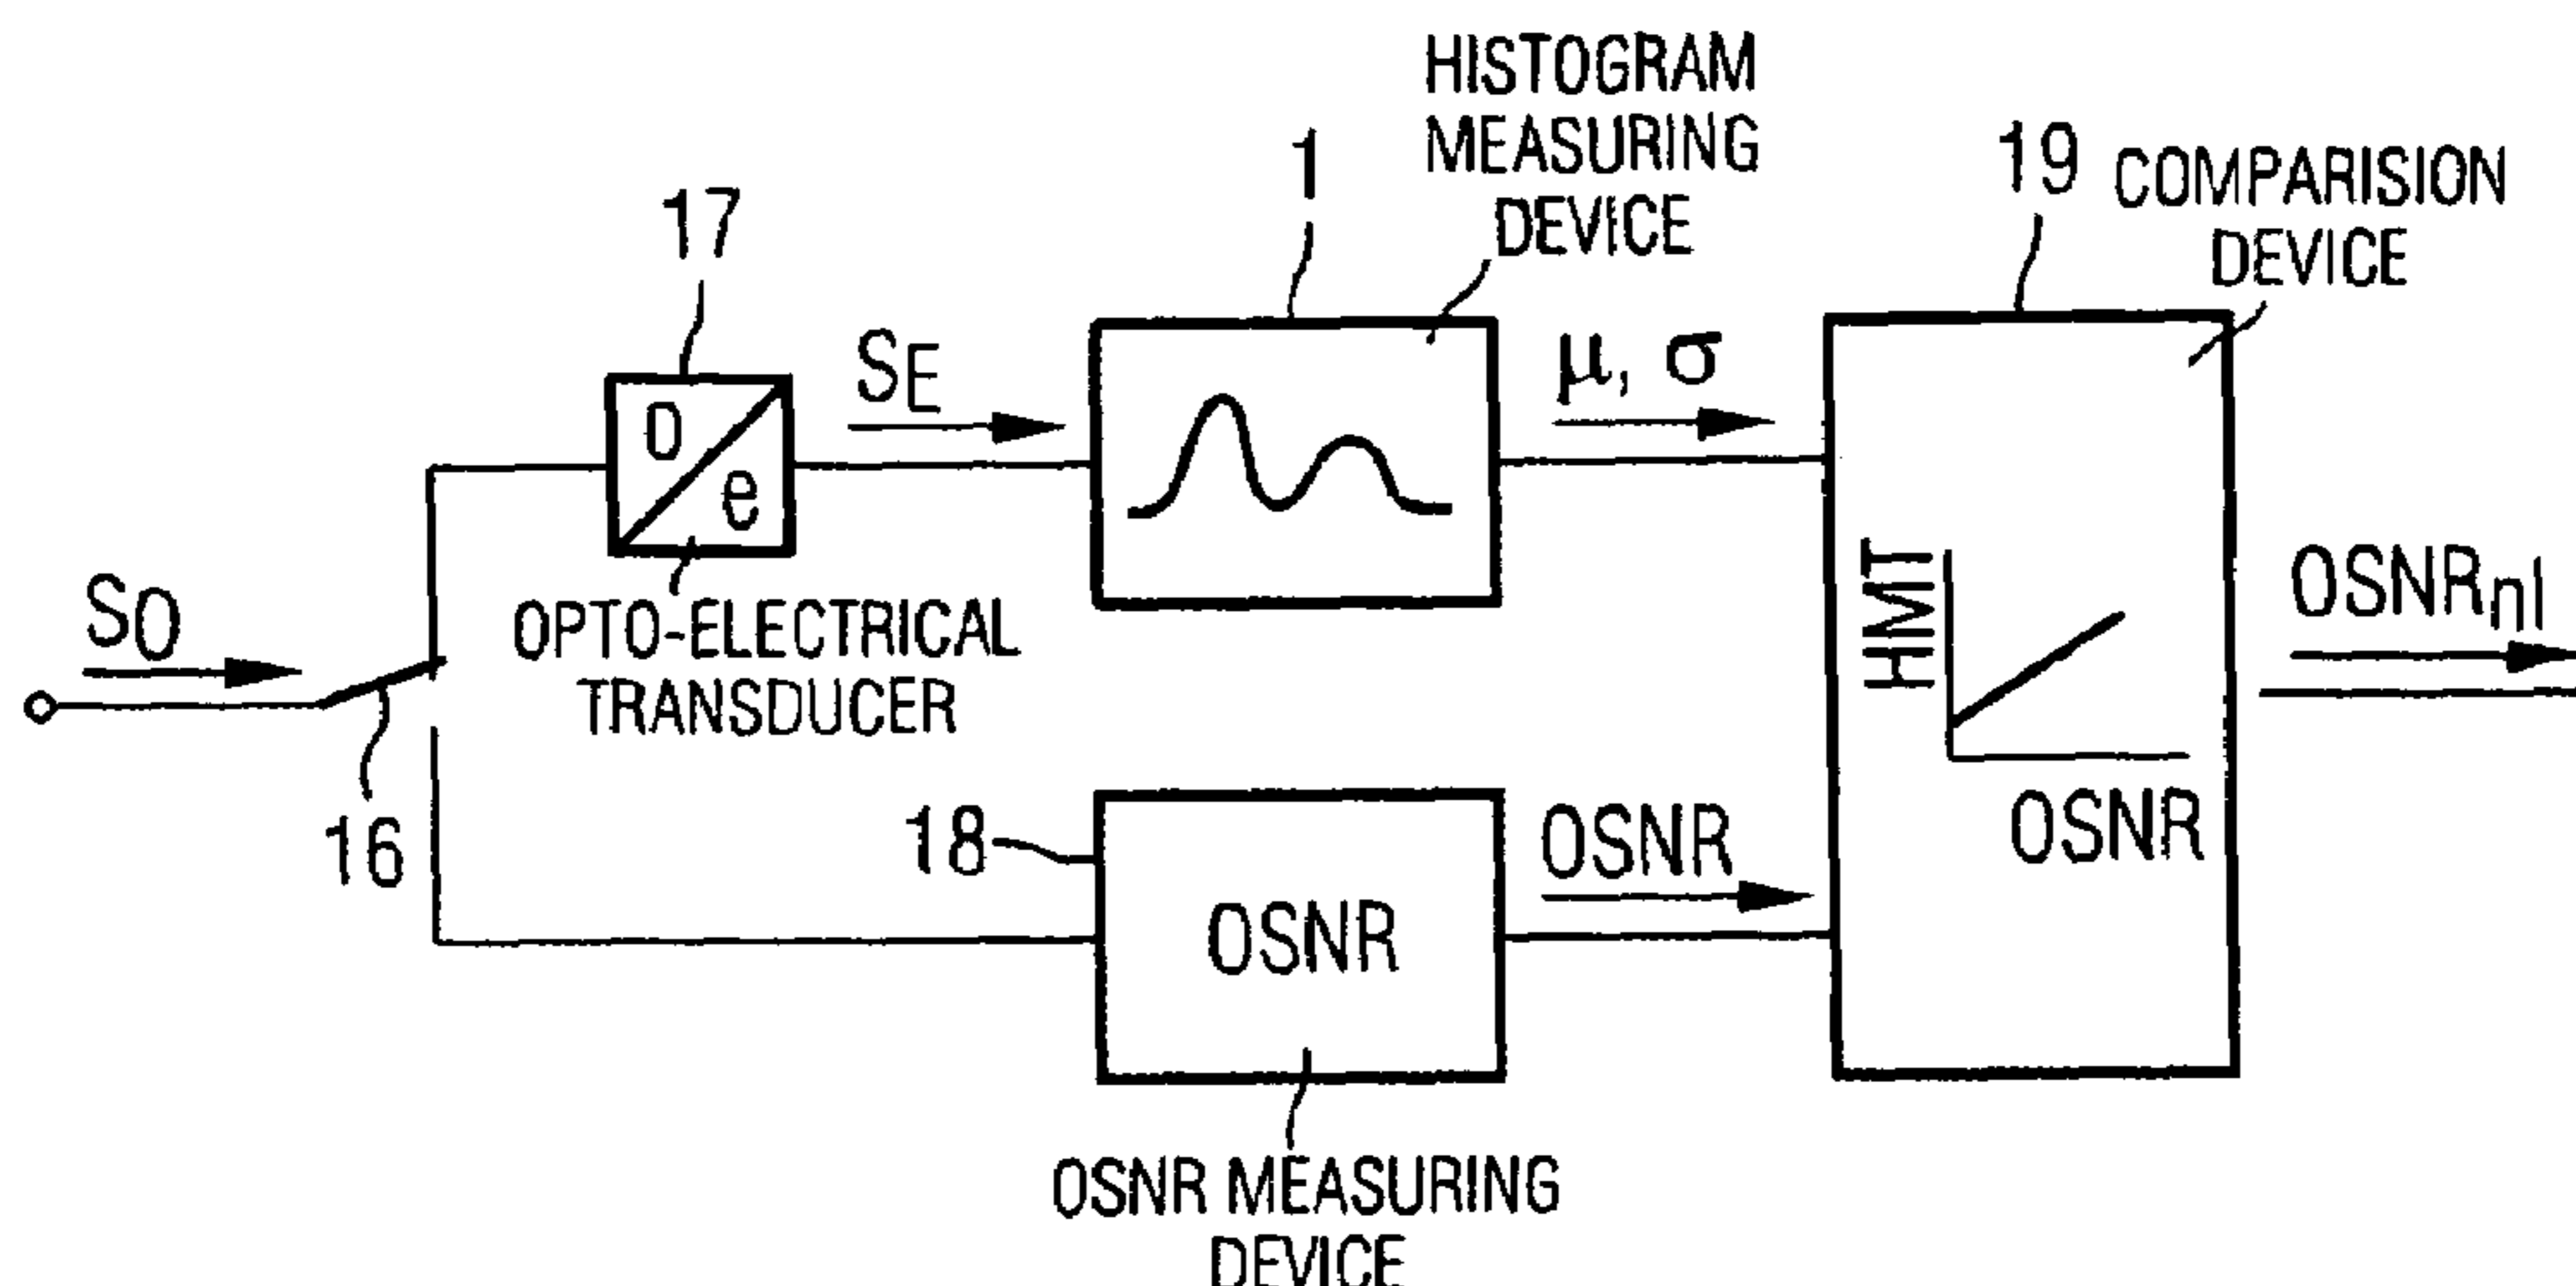 HISTOGRAM
MEASURING
DEVICE
1
19
COMPARISION
DEVICE
17
SE
μ, σ
o
e
OPTO-ELECTRICAL
TRANSDUCER
SO
16
HMT
OSNR
OSNRnl
18
OSNR
OSNR
OSNR MEASURING
DEVICE